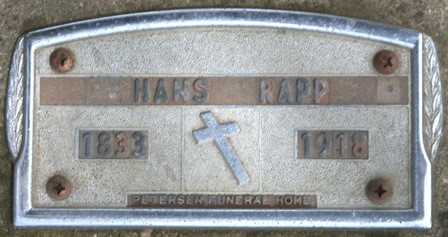 HANS RAPP
1833 1918
PETERSEN FUNERAL HOME